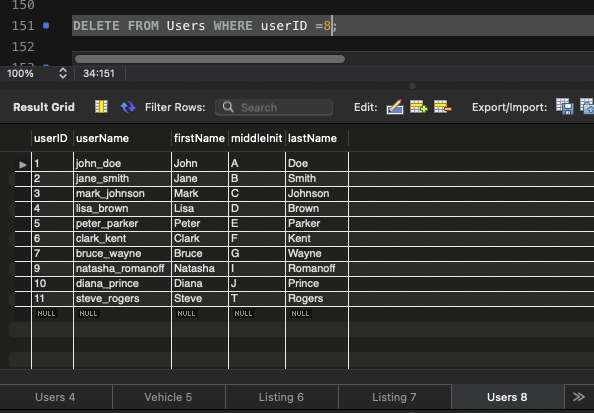 150
151 DELETE FROM Users WHERE userID =8;
152
100% 34:151
Result Grid Filter Rows: Search Edit: Export/Import:
userID userName firstName middleInit lastName
1 john_doe John A Doe
2 jane_smith Jane B Smith
3 mark_johnson Mark C Johnson
4 lisa_brown Lisa D Brown
5 peter_parker Peter E Parker
6 clark_kent Clark F Kent
7 bruce_wayne Bruce G Wayne
9 natasha_romanoff Natasha I Romanoff
10 diana_prince Diana J Prince
11 steve_rogers Steve T Rogers
NULL NULL NULL NULL NULL
Users 4 Vehicle 5 Listing 6 Listing 7 Users 8